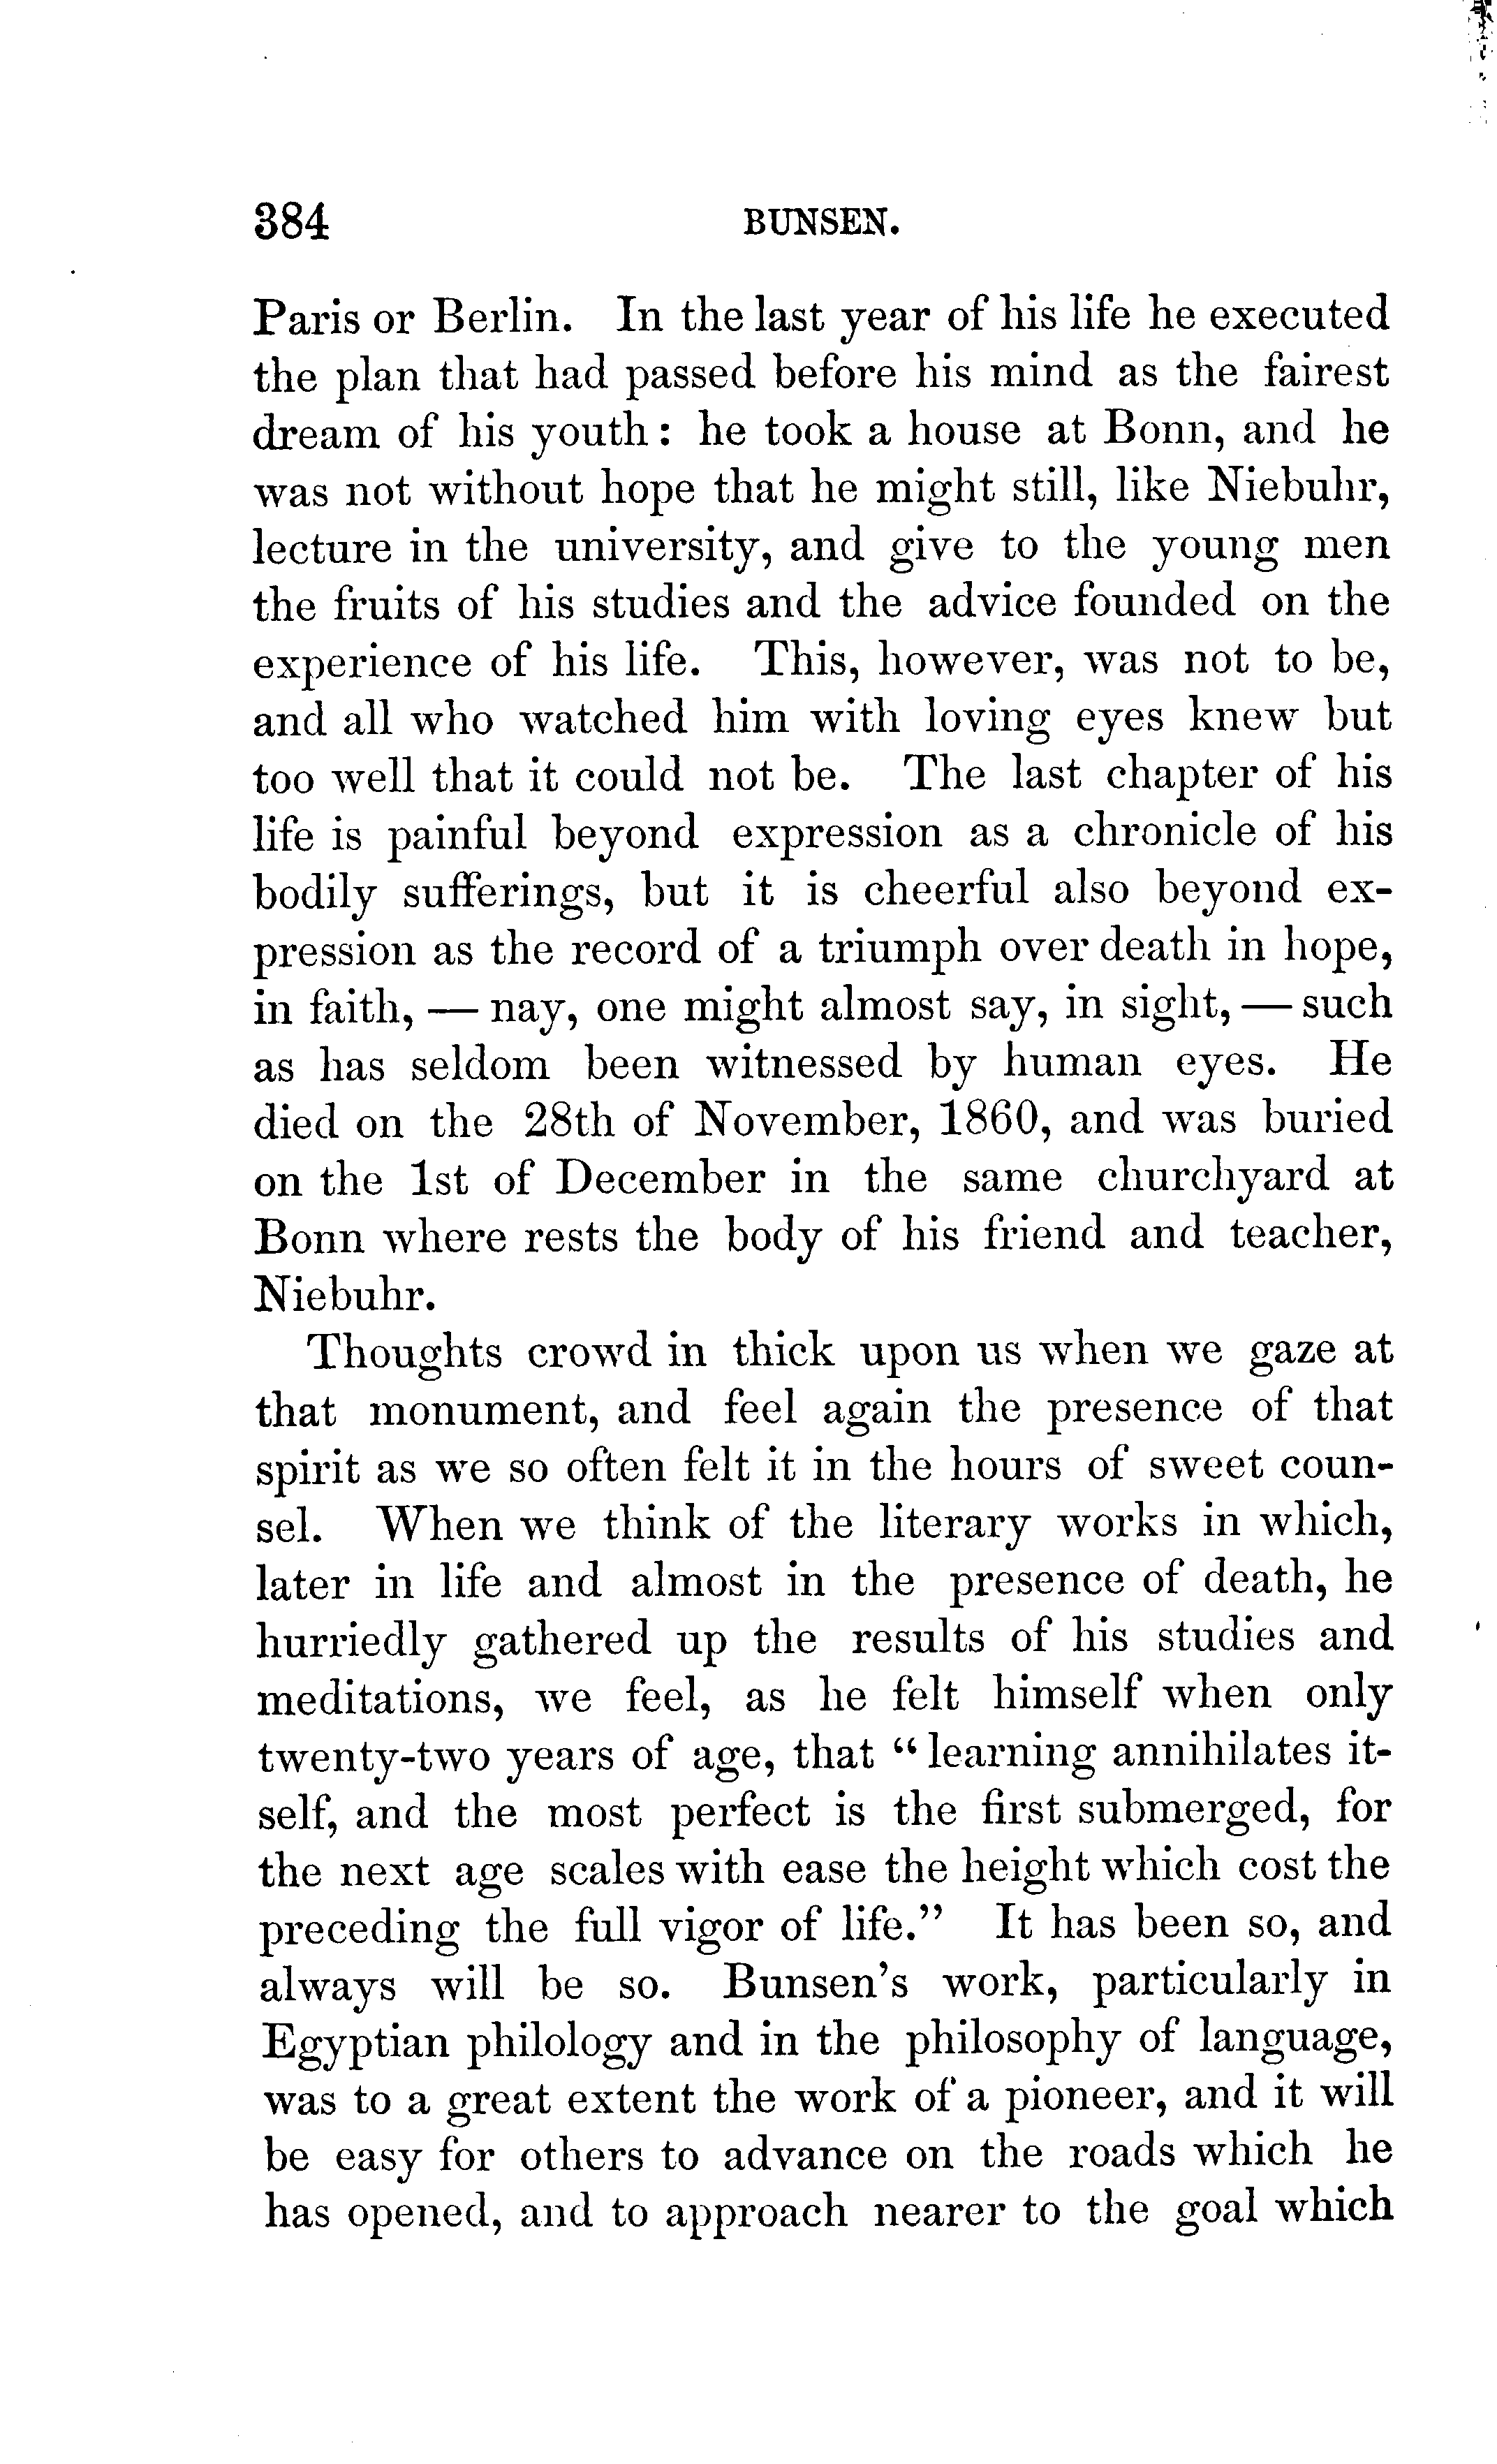 384 BUNSEN.
Paris or Berlin. In the last year of his life he executed
the plan that had passed before his mind as the fairest
dream of his youth: he took a house at Bonn, and he
was not without hope that he might still, like Niebuhr,
lecture in the university, and give to the young men
the fruits of his studies and the advice founded on the
experience of his life. This, however, was not to be,
and all who watched him with loving eyes knew but
too well that it could not be. The last chapter of his
life is painful beyond expression as a chronicle of his
bodily sufferings, but it is cheerful also beyond ex-
pression as the record of a triumph over death in hope,
in faith, — nay, one might almost say, in sight, — such
as has seldom been witnessed by human eyes. He
died on the 28th of November, 1860, and was buried
on the 1st of December in the same churchyard at
Bonn where rests the body of his friend and teacher,
Niebuhr.
Thoughts crowd in thick upon us when we gaze at
that monument, and feel again the presence of that
spirit as we so often felt it in the hours of sweet coun-
sel. When we think of the literary works in which,
later in life and almost in the presence of death, he
hurriedly gathered up the results of his studies and
meditations, we feel, as he felt himself when only
twenty-two years of age, that “learning annihilates it-
self, and the most perfect is the first submerged, for
the next age scales with ease the height which cost the
preceding the full vigor of life.” It has been so, and
always will be so. Bunsen’s work, particularly in
Egyptian philology and in the philosophy of language,
was to a great extent the work of a pioneer, and it will
be easy for others to advance on the roads which he
has opened, and to approach nearer to the goal which